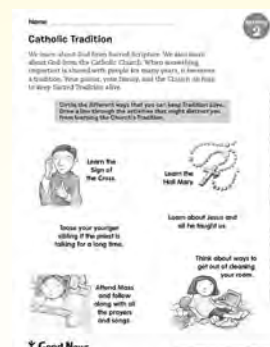 Name
Activity
2
Catholic Tradition
We learn about God from Sacred Scripture. We also learn
about God from the Catholic Church. When something
important is shared with people for many years, it becomes
a tradition. Your parish, your family, and the Church all help
to keep Sacred Tradition alive.
Circle the different ways that you can keep Tradition alive.
Draw a line through the activities that might distract you
from learning the Church's Tradition.
Learn the
Sign of
the Cross.
Learn the
Hail Mary.
Tease your younger
sibling if the priest is
talking for a long time.
Learn about Jesus and
all he taught us.
Attend Mass
and follow
along with all
the prayers
and songs.
Think about ways to
get out of cleaning
your room.
Good News